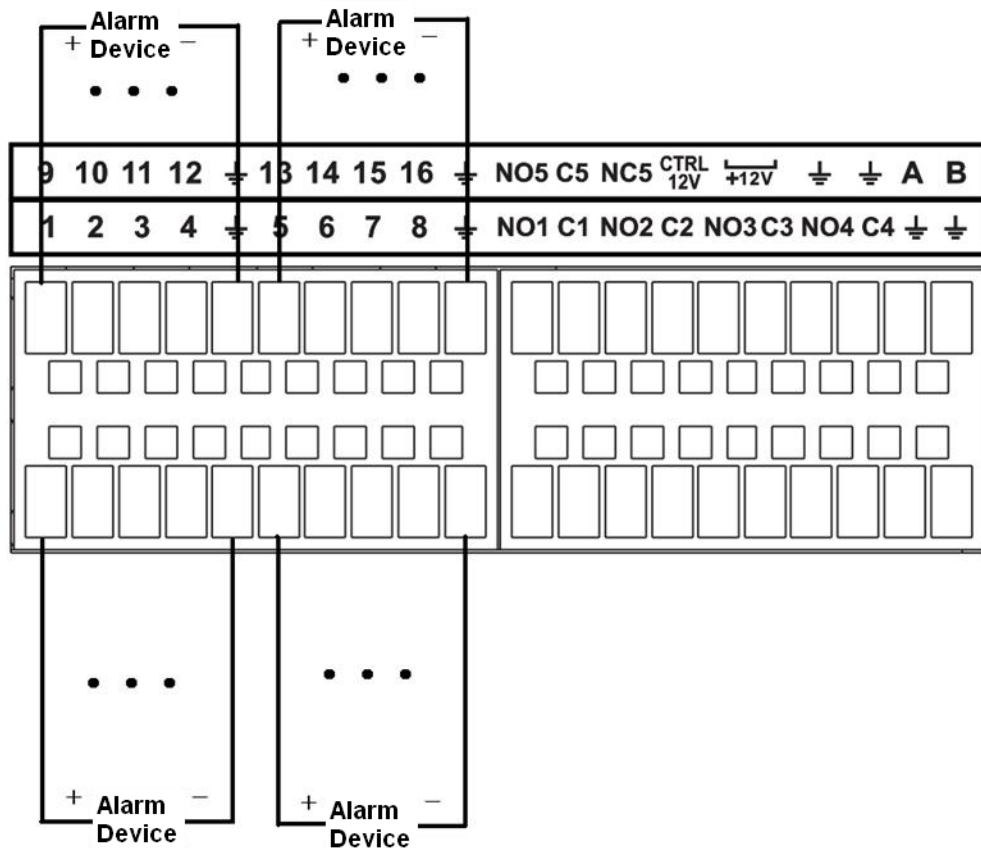 Alarm Device
+ −
Alarm Device
+ −
9 10 11 12 ⏚ 13 14 15 16 ⏚ NO5 C5 NC5 CTRL 12V +12V ⏚ ⏚ A B
1 2 3 4 ⏚ 5 6 7 8 ⏚ NO1 C1 NO2 C2 NO3 C3 NO4 C4 ⏚ ⏚
+ −
Alarm
Device
+ −
Alarm
Device